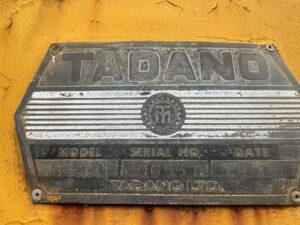 TADANO
MODEL SERIAL NO. DATE
TADANO LTD.